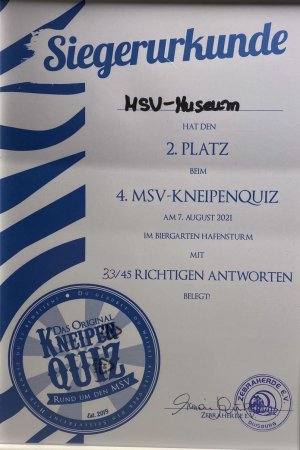 Siegerurkunde
MSV-Museum
HAT DEN
2. PLATZ
BEIM
4. MSV-KNEIPENQUIZ
AM 7. AUGUST 2021
IM BIERGARTEN HAFENSTURM
MIT
33/45 RICHTIGEN ANTWORTEN
BELEGT!
DAS ORIGINAL
KNEIPEN
QUIZ
RUND UM DEN MSV
EST. 2019
ZEBRAHERDE E.V.
ZEBRAHERDE E.V.
DUISBURG